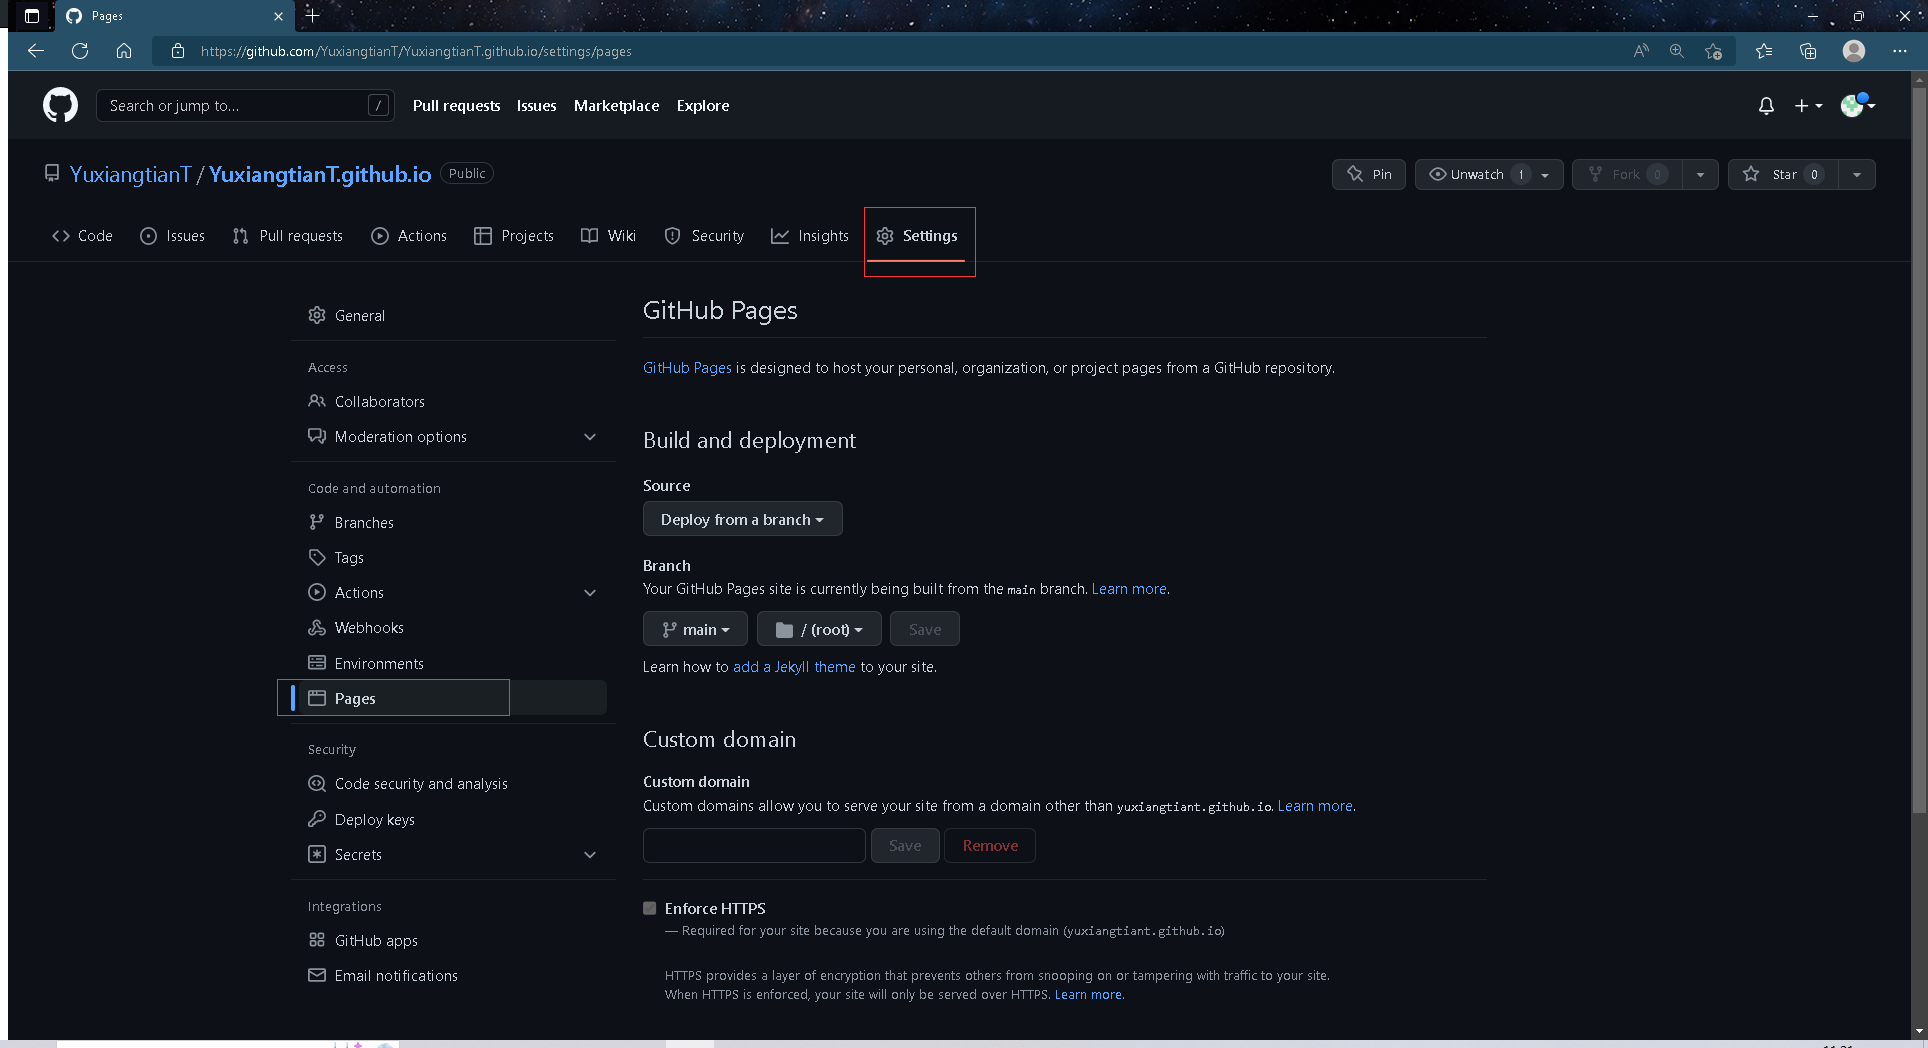 Pages
https://github.com/YuxiangtianT/YuxiangtianT.github.io/settings/pages
Search or jump to... /
Pull requests Issues Marketplace Explore
YuxiangtianT / YuxiangtianT.github.io Public
Pin Unwatch 1 Fork 0 Star 0
Code Issues Pull requests Actions Projects Wiki Security Insights Settings
General
Access
Collaborators
Moderation options
Code and automation
Branches
Tags
Actions
Webhooks
Environments
Pages
Security
Code security and analysis
Deploy keys
Secrets
Integrations
GitHub apps
Email notifications
GitHub Pages
GitHub Pages is designed to host your personal, organization, or project pages from a GitHub repository.
Build and deployment
Source
Deploy from a branch
Branch
Your GitHub Pages site is currently being built from the main branch. Learn more.
main / (root) Save
Learn how to add a Jekyll theme to your site.
Custom domain
Custom domain
Custom domains allow you to serve your site from a domain other than yuxiangtiant.github.io. Learn more.
Save Remove
Enforce HTTPS
— Required for your site because you are using the default domain (yuxiangtiant.github.io)
HTTPS provides a layer of encryption that prevents others from snooping on or tampering with traffic to your site.
When HTTPS is enforced, your site will only be served over HTTPS. Learn more.